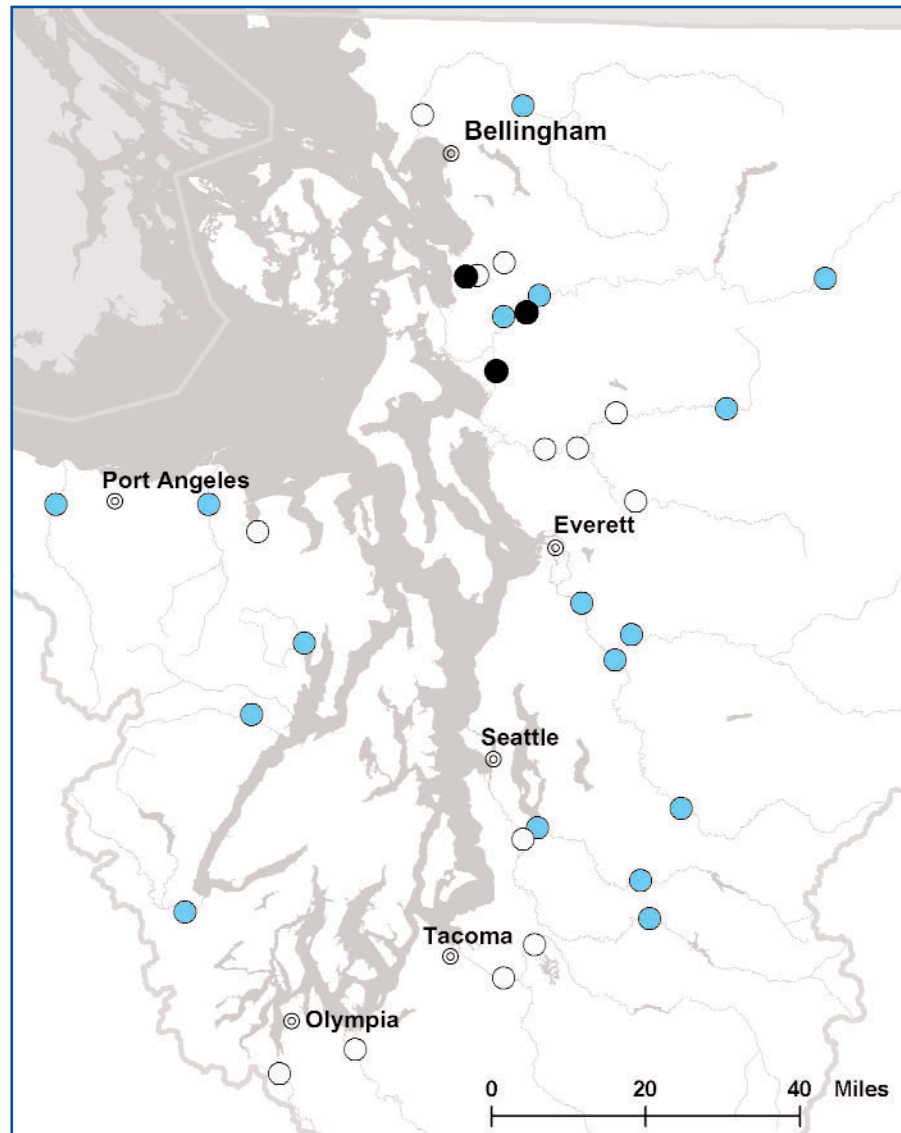 Bellingham
Port Angeles
Everett
Seattle
Tacoma
Olympia
0 20 40 Miles